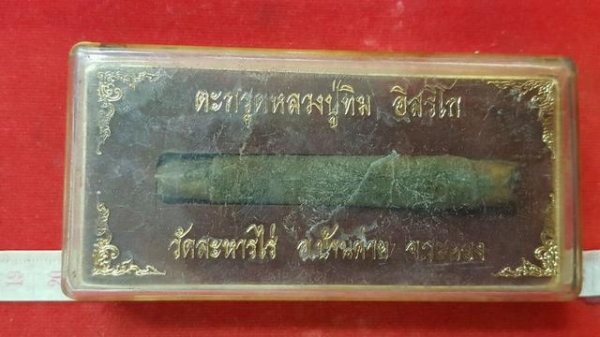 ตะกรุดหลวงปู่ทิม อิสริโก
วัดละหารไร่ อ.บ้านค่าย จ.ระยอง